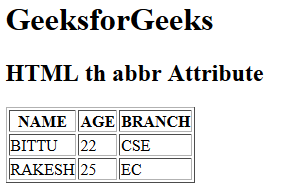 GeeksforGeeks
HTML th abbr Attribute
NAME AGE BRANCH
BITTU 22 CSE
RAKESH 25 EC